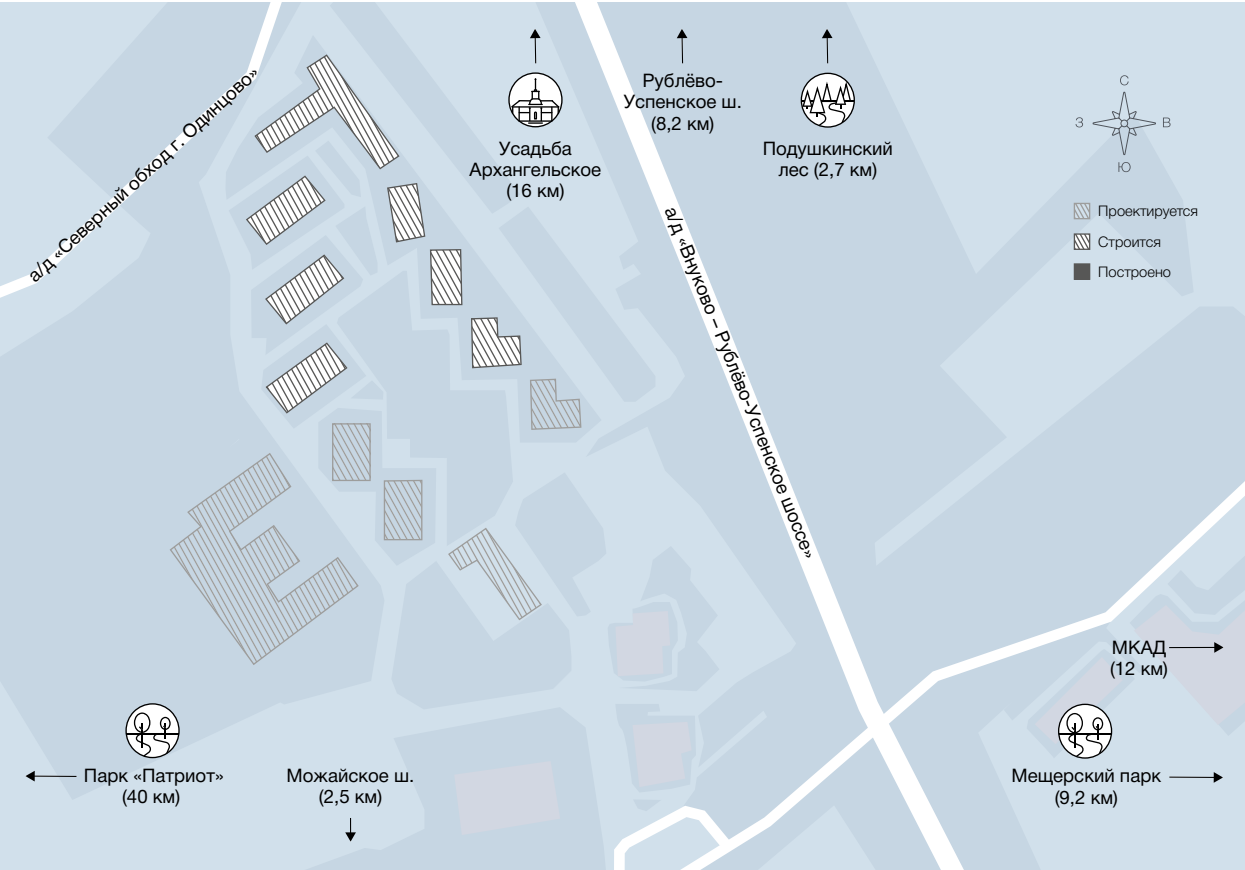 а/д «Северный обход г. Одинцово»
Усадьба
Архангельское
(16 км)
Рублёво-
Успенское ш.
(8,2 км)
Подушкинский
лес (2,7 км)
С
З
В
Ю
Проектируется
Строится
Построено
а/д «Внуково – Рублёво-Успенское шоссе»
МКАД
(12 км)
Парк «Патриот»
(40 км)
Можайское ш.
(2,5 км)
Мещерский парк
(9,2 км)